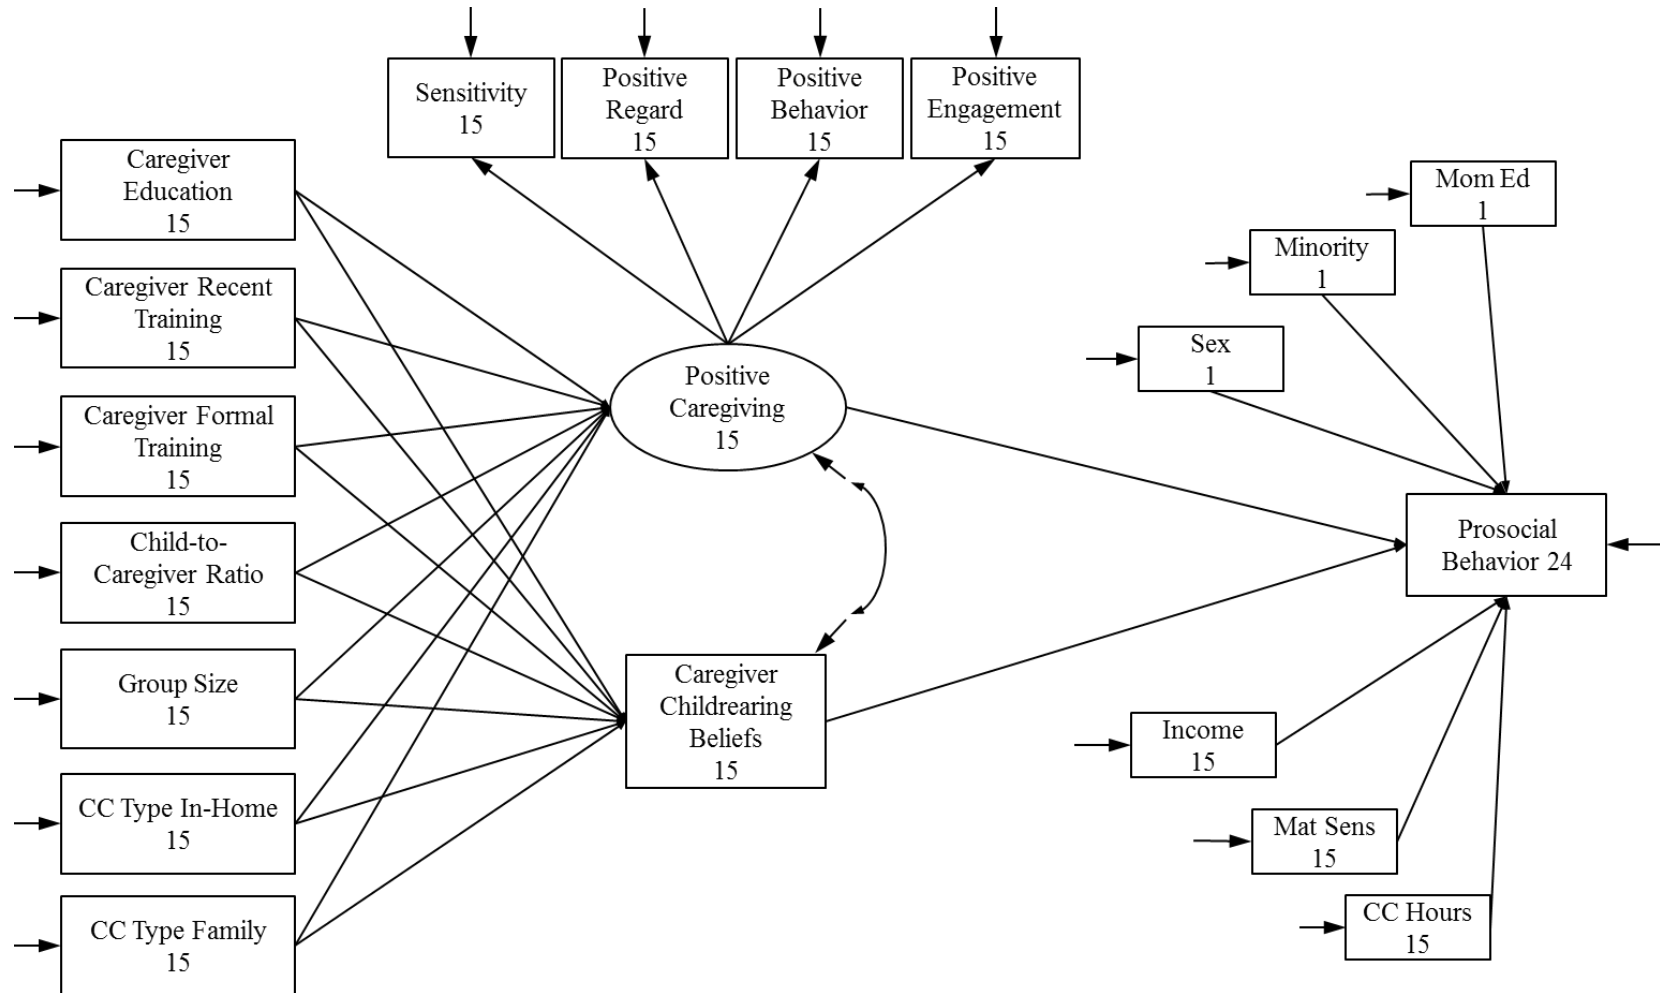 Sensitivity
15
Positive
Regard
15
Positive
Behavior
15
Positive
Engagement
15
Caregiver
Education
15
Caregiver Recent
Training
15
Caregiver Formal
Training
15
Child-to-
Caregiver Ratio
15
Group Size
15
CC Type In-Home
15
CC Type Family
15
Positive
Caregiving
15
Caregiver
Childrearing
Beliefs
15
Mom Ed
1
Minority
1
Sex
1
Prosocial
Behavior 24
Income
15
Mat Sens
15
CC Hours
15